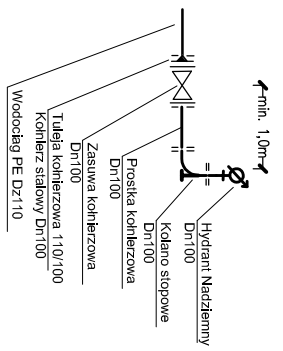 min. 1,0m
Hydrant Nadziemny
Dn100
Kolano stopowe
Dn100
Prostka kołnierzowa
Dn100
Zasuwa kołnierzowa
Dn100
Tuleja kołnierzowa 110/100
Kołnierz stalowy Dn100
Wodociąg PE Dz110